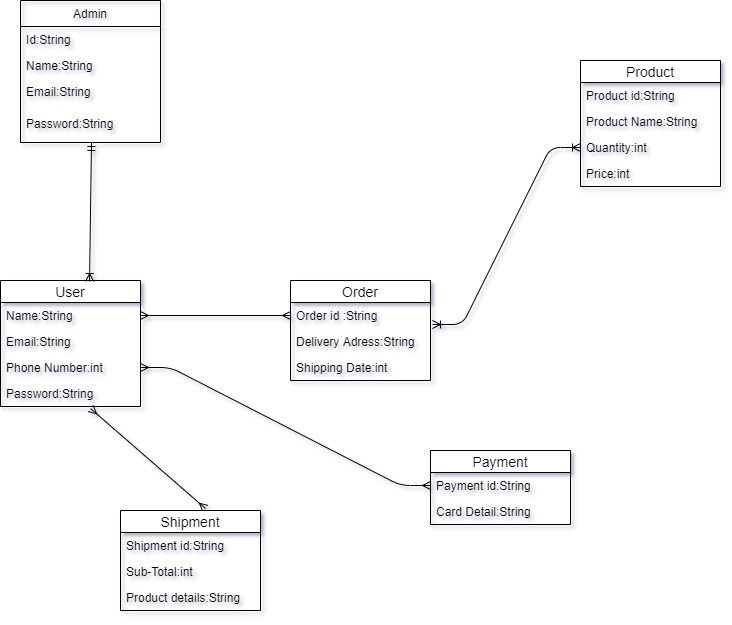 Admin
Id:String
Name:String
Email:String
Password:String
Product
Product id:String
Product Name:String
Quantity:int
Price:int
User
Name:String
Email:String
Phone Number:int
Password:String
Order
Order id :String
Delivery Adress:String
Shipping Date:int
Payment
Payment id:String
Card Detail:String
Shipment
Shipment id:String
Sub-Total:int
Product details:String